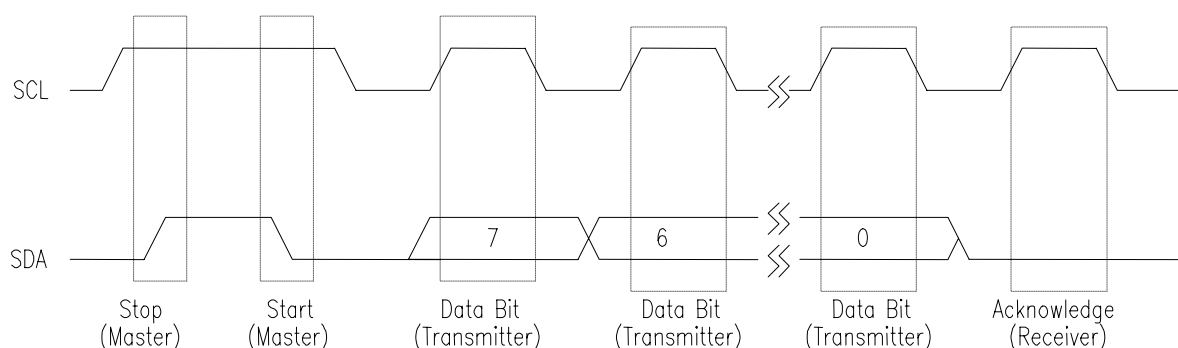 SCL
SDA
7
6
0
Stop
(Master)
Start
(Master)
Data Bit
(Transmitter)
Data Bit
(Transmitter)
Data Bit
(Transmitter)
Acknowledge
(Receiver)